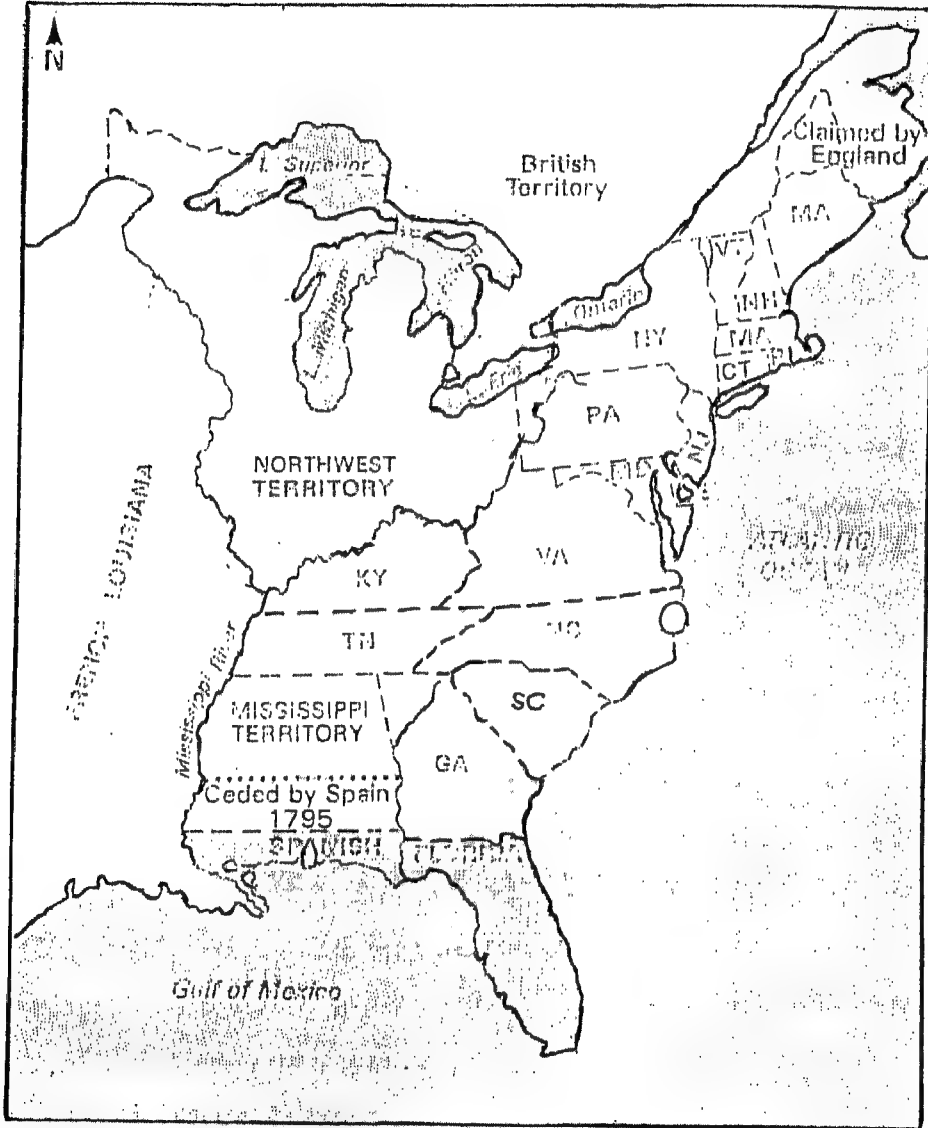 N
L. Superior
British
Territory
Claimed by
England
MA
VT
NH
Ontario
NY
MA
CT
RI
L. Michigan
Huron
Erie
PA
NJ
MD
NORTHWEST
TERRITORY
VA
ATLANTIC
OCEAN
KY
LOUISIANA
TN
NC
Mississippi River
SC
MISSISSIPPI
TERRITORY
GA
Ceded by Spain
1795
SPANISH
FLORIDA
Gulf of Mexico